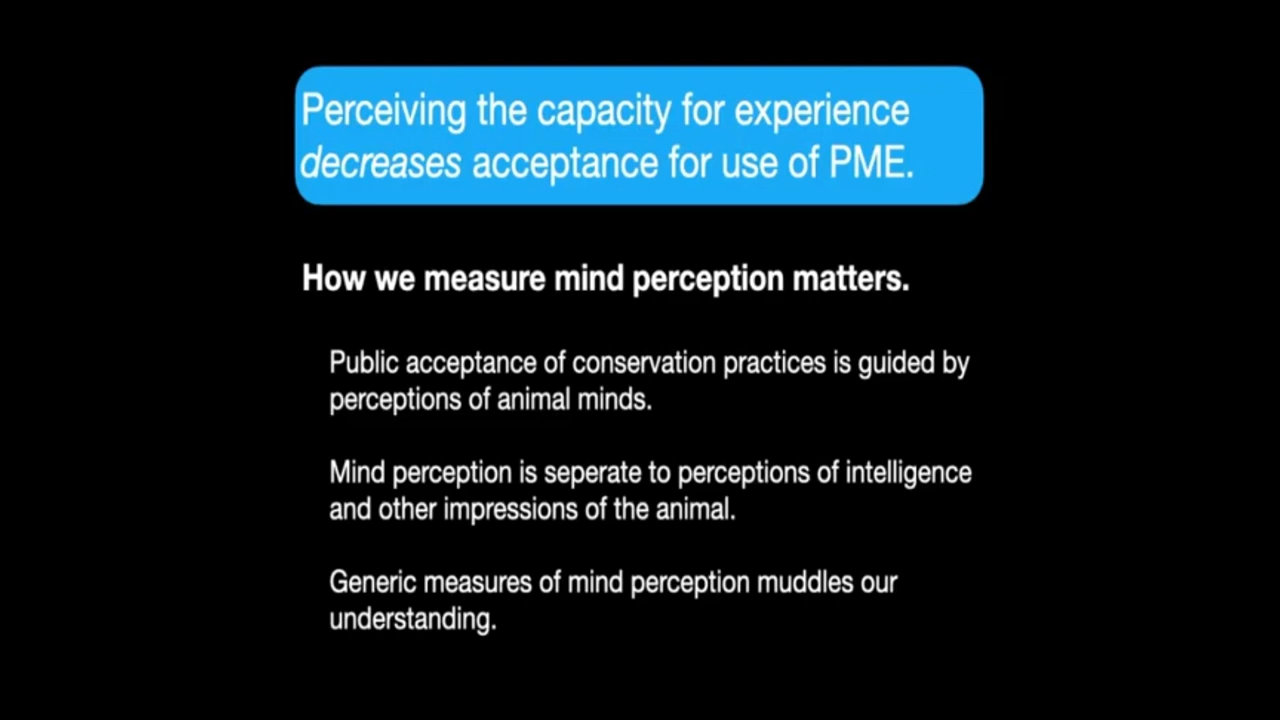 Perceiving the capacity for experience
decreases acceptance for use of PME.
How we measure mind perception matters.
Public acceptance of conservation practices is guided by
perceptions of animal minds.
Mind perception is seperate to perceptions of intelligence
and other impressions of the animal.
Generic measures of mind perception muddles our
understanding.